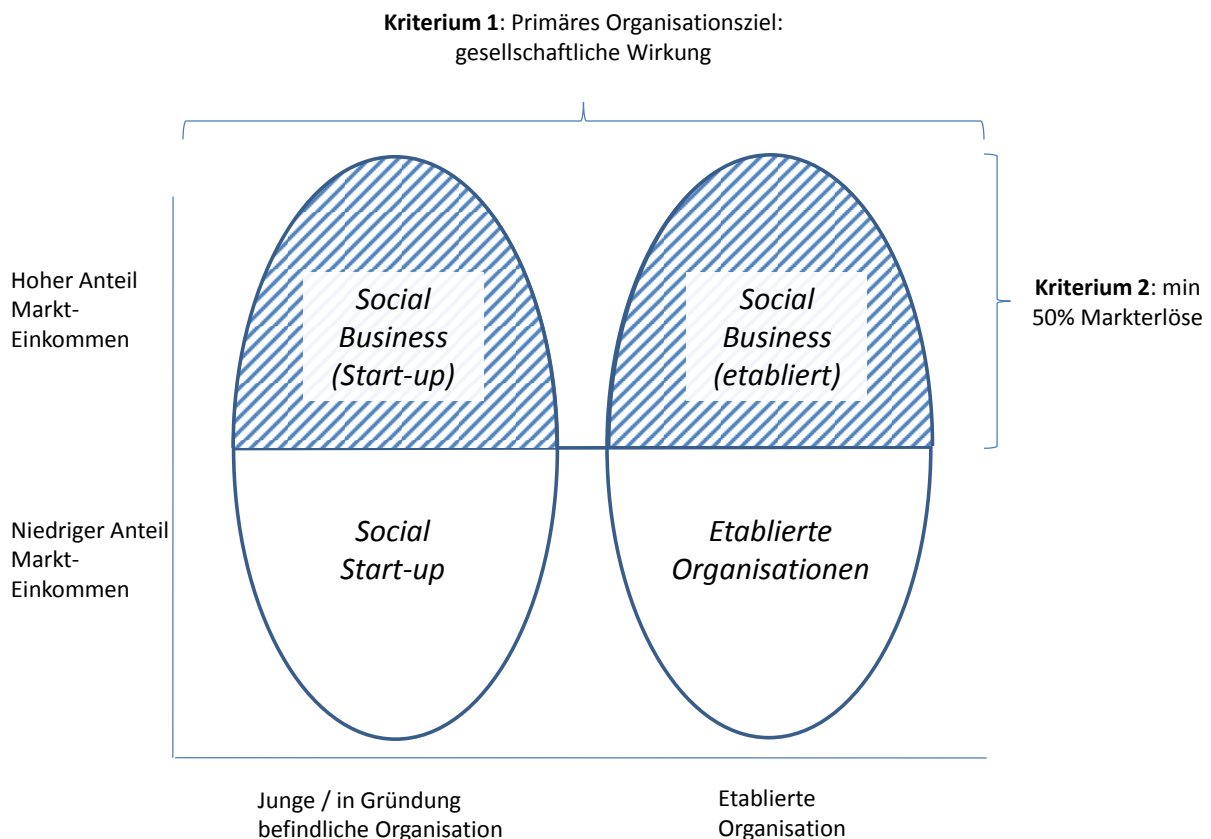 Kriterium 1: Primäres Organisationsziel:
gesellschaftliche Wirkung
Hoher Anteil
Markt-
Einkommen
Social
Business
(Start-up)
Social
Business
(etabliert)
Kriterium 2: min
50% Markterlöse
Niedriger Anteil
Markt-
Einkommen
Social
Start-up
Etablierte
Organisationen
Junge / in Gründung
befindliche Organisation
Etablierte
Organisation